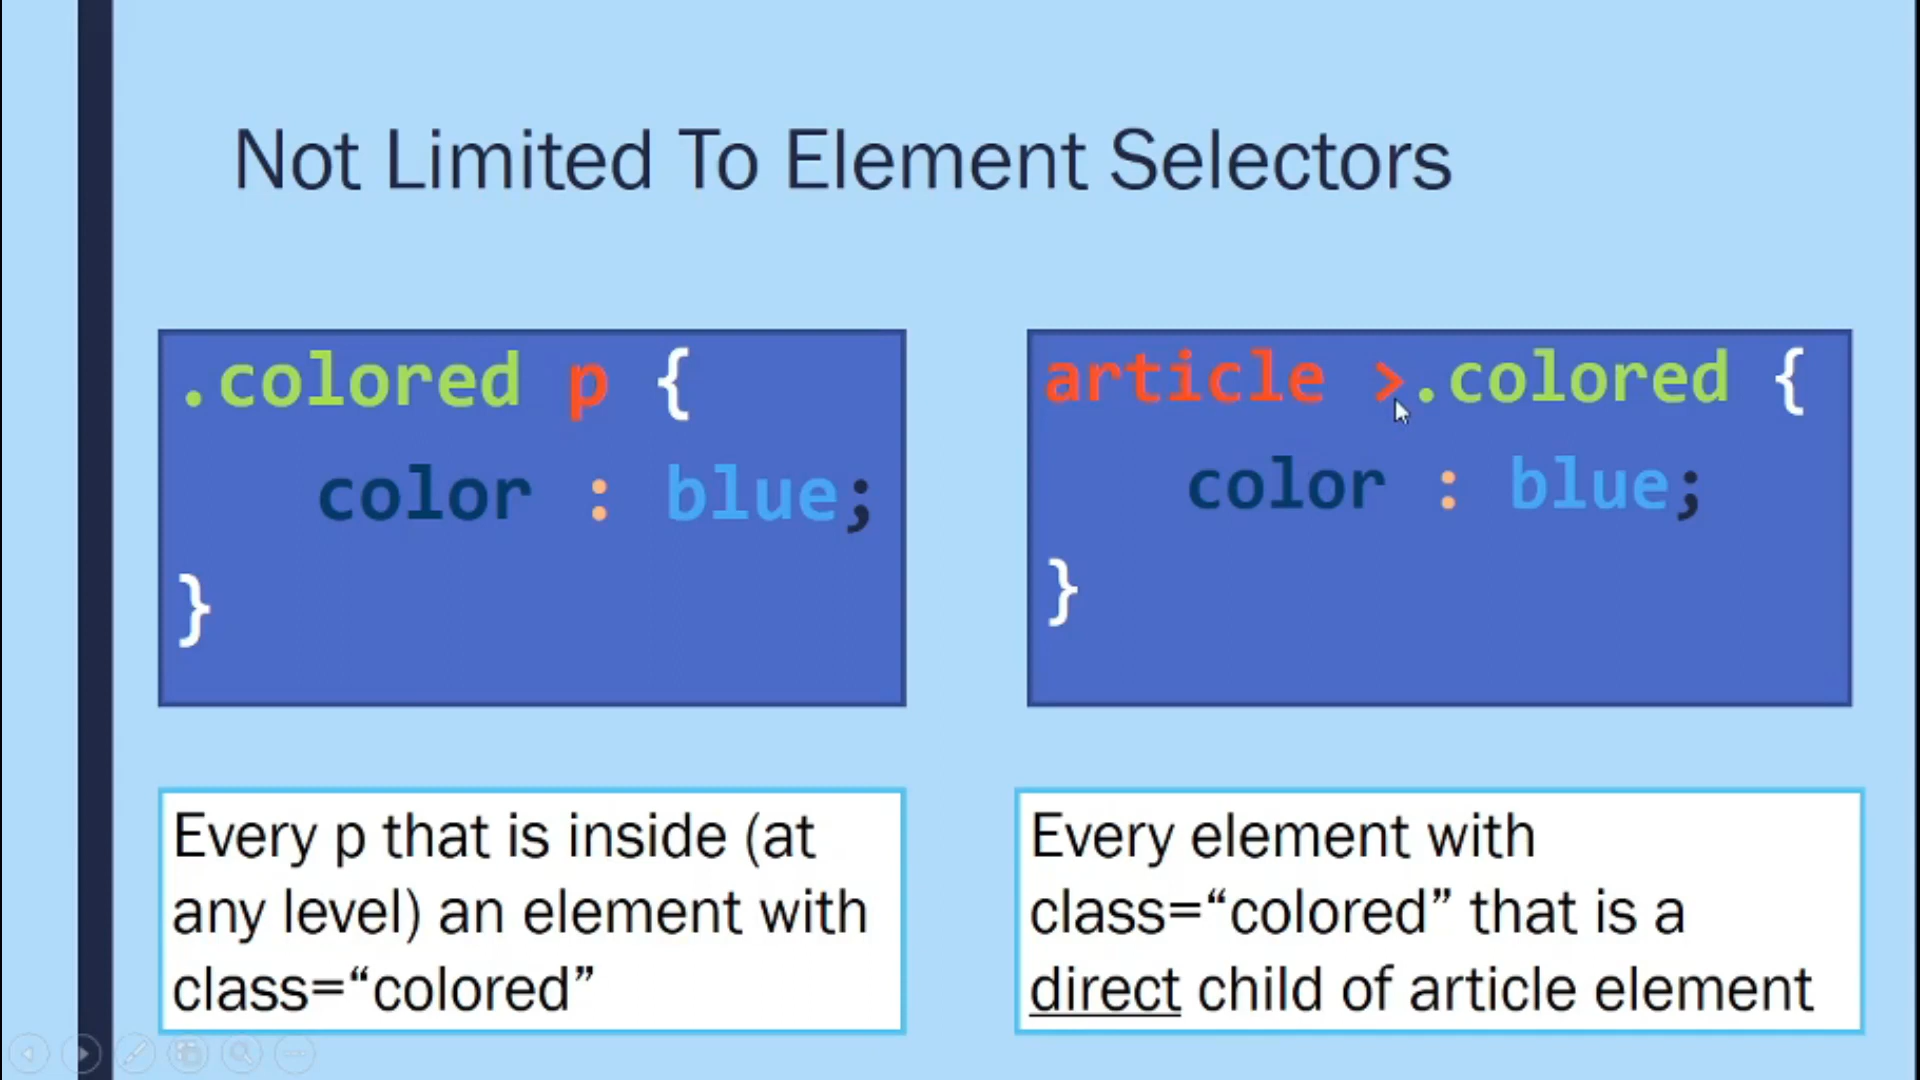 Not Limited To Element Selectors
.colored p {
color : blue;
}
article >.colored {
color : blue;
}
Every p that is inside (at
any level) an element with
class=“colored”
Every element with
class=“colored” that is a
direct child of article element